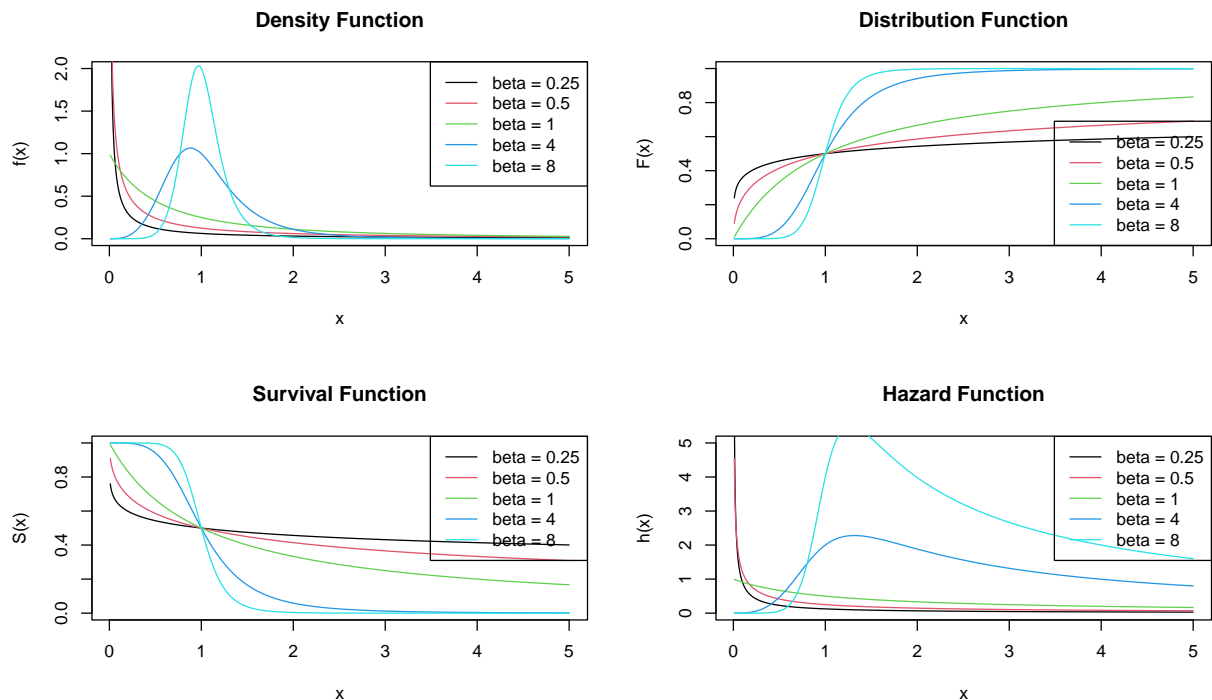 Density Function
f(x)
2.0
1.5
1.0
0.5
0.0
beta = 0.25
beta = 0.5
beta = 1
beta = 4
beta = 8
0 1 2 3 4 5
x
Distribution Function
F(x)
0.8
0.4
0.0
beta = 0.25
beta = 0.5
beta = 1
beta = 4
beta = 8
0 1 2 3 4 5
x
Survival Function
S(x)
0.8
0.4
0.0
beta = 0.25
beta = 0.5
beta = 1
beta = 4
beta = 8
0 1 2 3 4 5
x
Hazard Function
h(x)
5
4
3
2
1
0
beta = 0.25
beta = 0.5
beta = 1
beta = 4
beta = 8
0 1 2 3 4 5
x